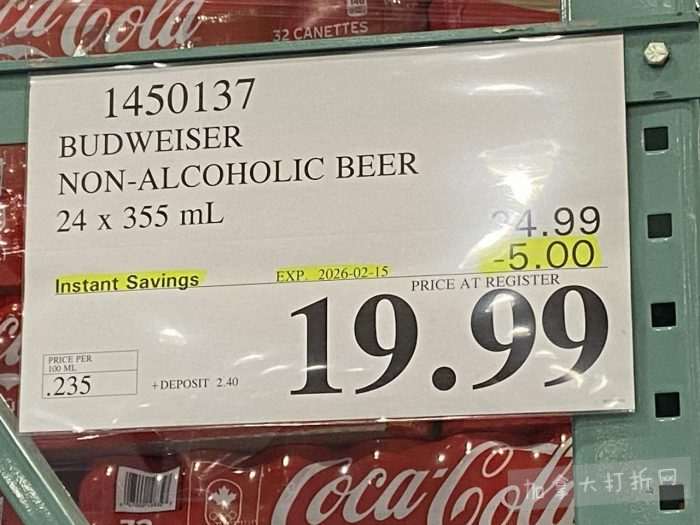 Coca-Cola
32 CANETTES
1450137
BUDWEISER
NON-ALCOHOLIC BEER
24 x 355 mL
24.99
-5.00
Instant Savings EXP. 2026-02-15
PRICE AT REGISTER
19.99
PRICE PER
100 ML
.235
+DEPOSIT 2.40
Coca-Cola
加拿大打折网